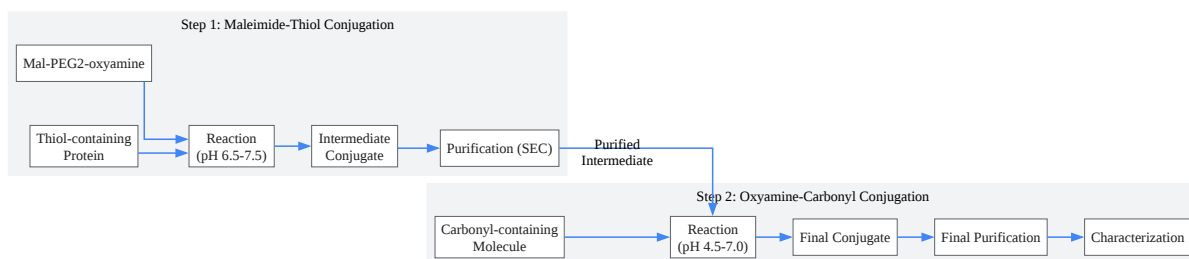 Step 1: Maleimide-Thiol Conjugation
Mal-PEG2-oxyamine
Thiol-containing
Protein
Reaction
(pH 6.5-7.5)
Intermediate
Conjugate
Purification (SEC)
Purified
Intermediate
Step 2: Oxyamine-Carbonyl Conjugation
Carbonyl-containing
Molecule
Reaction
(pH 4.5-7.0)
Final Conjugate
Final Purification
Characterization